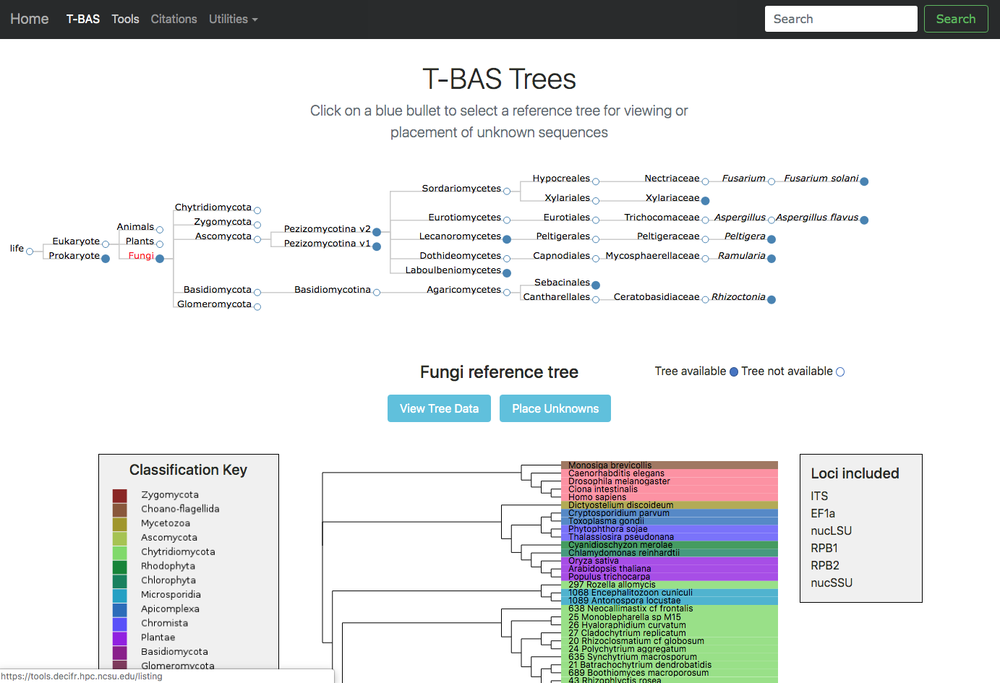 Home T-BAS Tools Citations Utilities Search Search
T-BAS Trees
Click on a blue bullet to select a reference tree for viewing or
placement of unknown sequences
Hypocreales Nectriaceae Fusarium Fusarium solani
Sordariomycetes
Xylariales Xylariaceae
Chytridiomycota
Zygomycota Eurotiomycetes Eurotiales Trichocomaceae Aspergillus Aspergillus flavus
Animals Pezizomycotina v2
Ascomycota Lecanoromycetes Peltigerales Peltigeraceae Peltigera
Eukaryote Plants Pezizomycotina v1
life
Prokaryote Fungi Dothideomycetes Capnodiales Mycosphaerellaceae Ramularia
Laboulbeniomycetes
Sebacinales
Basidiomycota Basidiomycotina Agaricomycetes
Cantharellales Ceratobasidiaceae Rhizoctonia
Glomeromycota
Fungi reference tree Tree available Tree not available
View Tree Data Place Unknowns
Classification Key
Zygomycota
Choano-flagellida
Mycetozoa
Ascomycota
Chytridiomycota
Rhodophyta
Chlorophyta
Microsporidia
Apicomplexa
Chromista
Plantae
Basidiomycota
Glomeromycota
Monosiga brevicollis
Caenorhabditis elegans
Drosophila melanogaster
Ciona intestinalis
Homo sapiens
Dictyostelium discoideum
Cryptosporidium parvum
Toxoplasma gondii
Phytophthora sojae
Thalassiosira pseudonana
Cyanidioschyzon merolae
Chlamydomonas reinhardtii
Oryza sativa
Arabidopsis thaliana
Populus trichocarpa
297 Rozella allomycis
1068 Encephalitozoon cuniculi
1089 Antonospora locustae
638 Neocallimastix cf frontalis
25 Monoblepharella sp M15
26 Hyaloraphidium curvatum
27 Cladochytrium replicatum
20 Rhizoclosmatium cf globosum
24 Polychytrium aggregatum
635 Synchytrium macrosporum
21 Batrachochytrium dendrobatidis
689 Boothiomyces macroporosum
43 Rhizophlyctis rosea
Loci included
ITS
EF1a
nucLSU
RPB1
RPB2
nucSSU
https://tools.decifr.hpc.ncsu.edu/listing